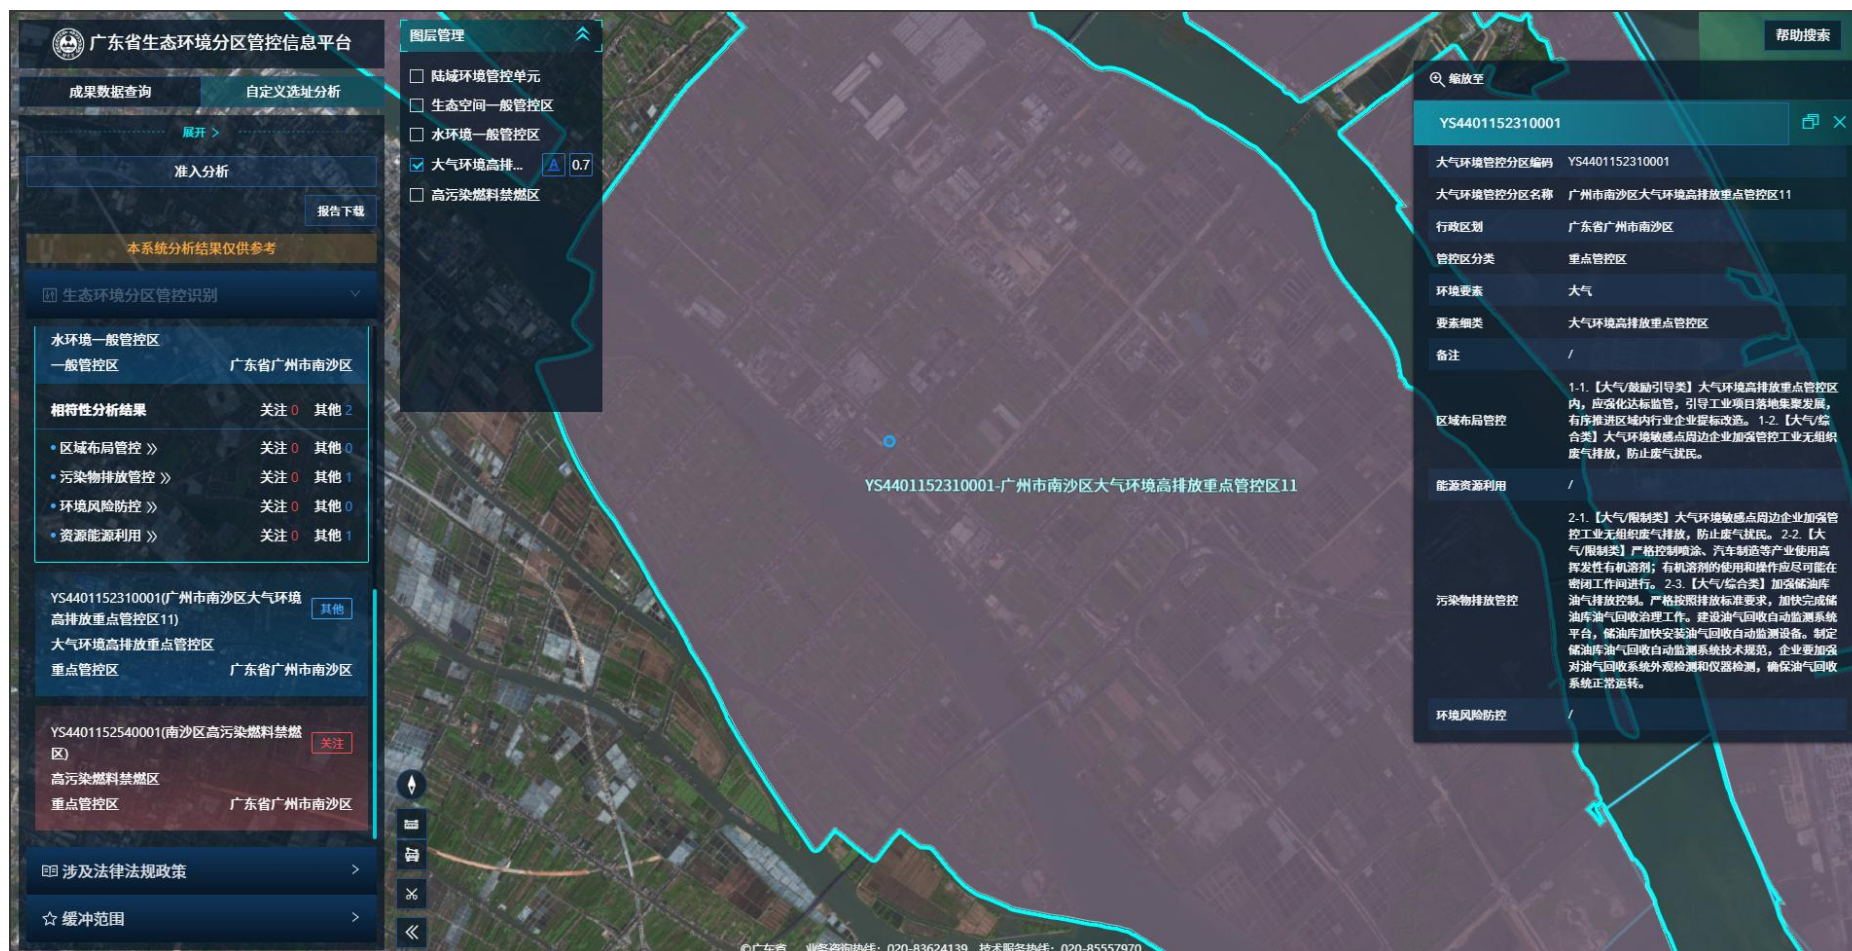 广东省生态环境分区管控信息平台
成果数据查询
自定义选址分析
展开 >
准入分析
报告下载
本系统分析结果仅供参考
生态环境分区管控识别
水环境一般管控区
一般管控区 广东省广州市南沙区
相符性分析结果 关注 0 其他 2
• 区域布局管控 » 关注 0 其他 0
• 污染物排放管控 » 关注 0 其他 1
• 环境风险防控 » 关注 0 其他 0
• 资源能源利用 » 关注 0 其他 1
YS4401152310001(广州市南沙区大气环境
高排放重点管控区11)
其他
大气环境高排放重点管控区
重点管控区 广东省广州市南沙区
YS4401152540001(南沙区高污染燃料禁燃
区)
关注
高污染燃料禁燃区
重点管控区 广东省广州市南沙区
涉及法律法规政策
缓冲范围
图层管理
陆域环境管控单元
生态空间一般管控区
水环境一般管控区
大气环境高排... A 0.7
高污染燃料禁燃区
YS4401152310001-广州市南沙区大气环境高排放重点管控区11
业务咨询热线：020-83624139 技术服务热线：020-85557970
帮助搜索
缩放至
YS4401152310001
大气环境管控分区编码 YS4401152310001
大气环境管控分区名称 广州市南沙区大气环境高排放重点管控区11
行政区划 广东省广州市南沙区
管控区分类 重点管控区
环境要素 大气
要素细类 大气环境高排放重点管控区
备注 /
区域布局管控
1-1.【大气/鼓励引导类】大气环境高排放重点管控区
内，应强化达标监管，引导工业项目落地集聚发展，
有序推进区域内行业企业提标改造。 1-2.【大气/综
合类】大气环境敏感点周边企业加强管控工业无组织
废气排放，防止废气扰民。
能源资源利用 /
污染物排放管控
2-1.【大气/限制类】大气环境敏感点周边企业加强管
控工业无组织废气排放，防止废气扰民。 2-2.【大
气/限制类】严格控制喷涂、汽车制造等产业使用高
挥发性有机溶剂；有机溶剂的使用和操作应尽可能在
密闭工作间进行。 2-3.【大气/综合类】加强储油库
油气排放控制。严格按照排放标准要求，加快完成储
油库油气回收治理工作。建设油气回收自动监测系统
平台，储油库加快安装油气回收自动监测设备。制定
储油库油气回收自动监测系统技术规范，企业要加强
对油气回收系统外观检测和仪器检测，确保油气回收
系统正常运转。
环境风险防控 /